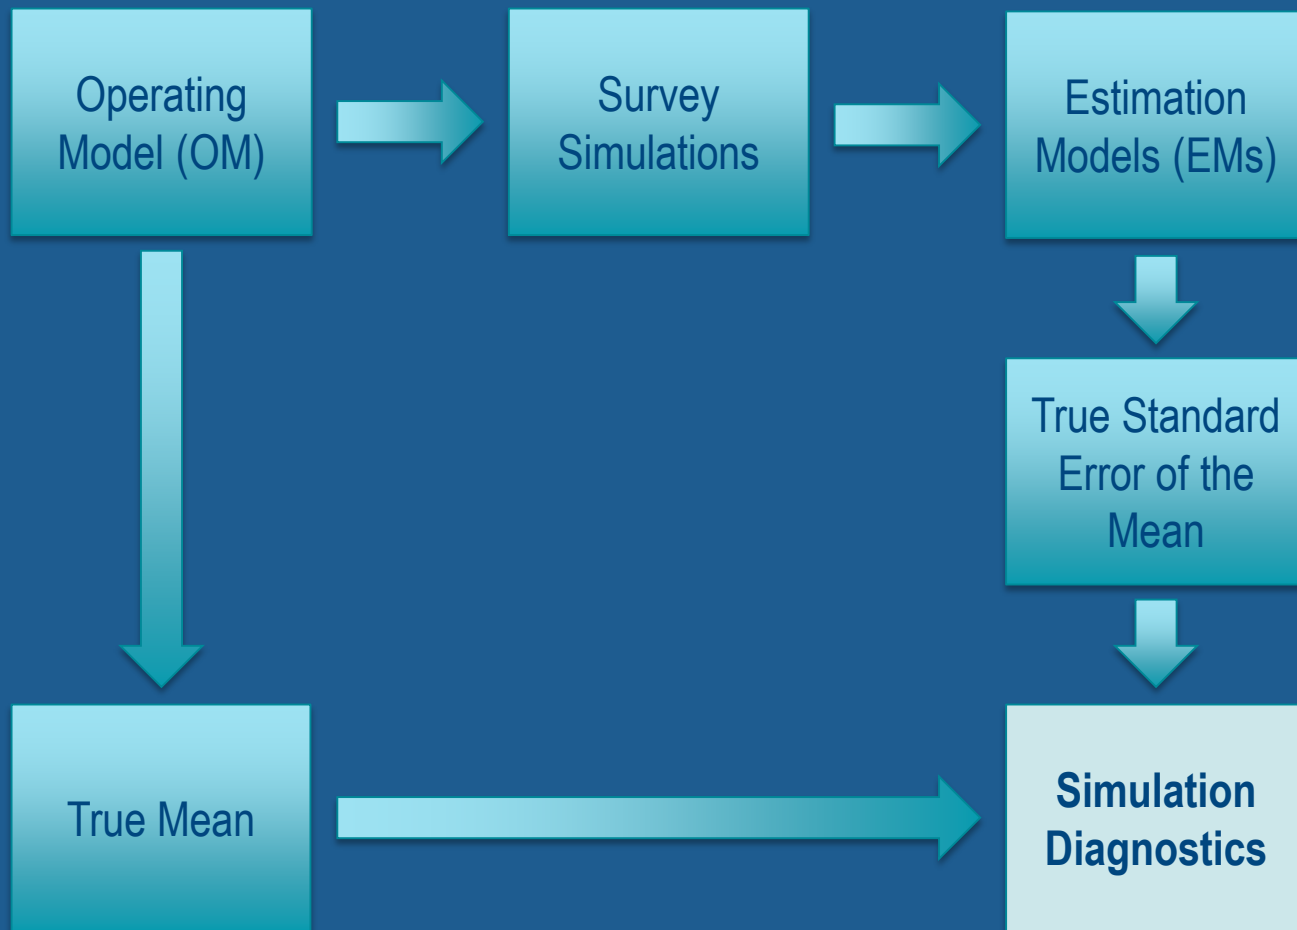 Operating
Model (OM)
Survey
Simulations
Estimation
Models (EMs)
True Standard
Error of the
Mean
True Mean
Simulation
Diagnostics